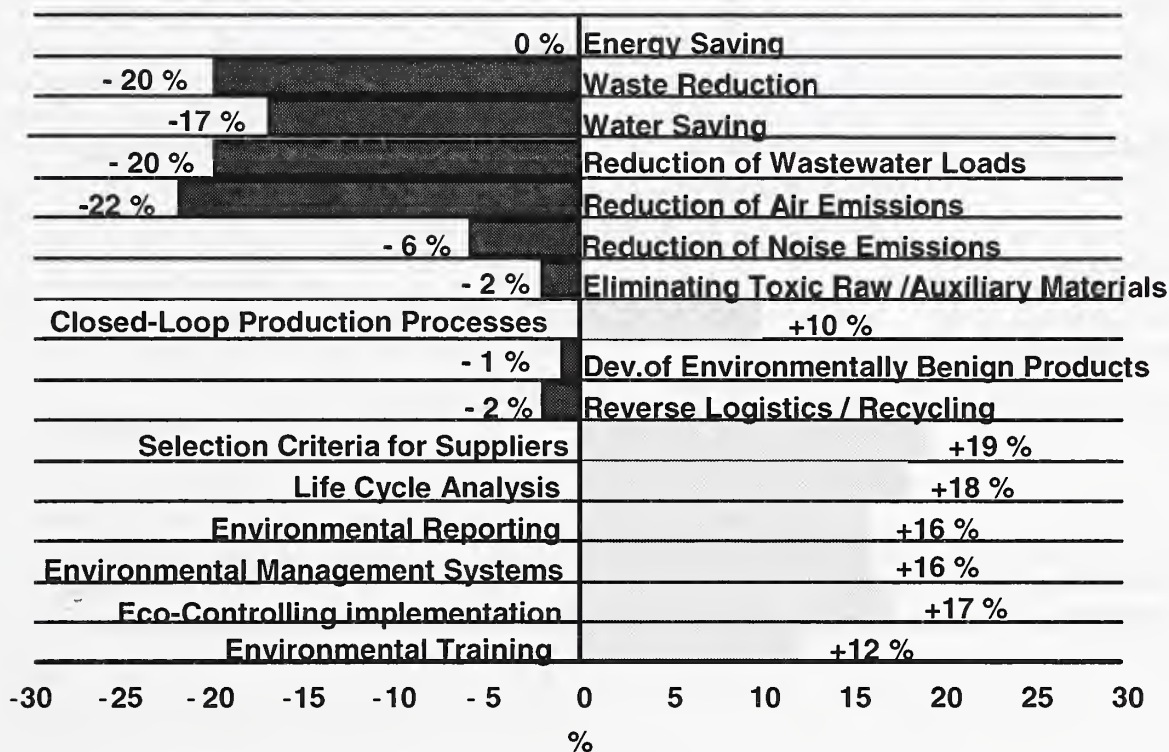 0 % Energy Saving
- 20 % Waste Reduction
-17 % Water Saving
- 20 % Reduction of Wastewater Loads
-22 % Reduction of Air Emissions
- 6 % Reduction of Noise Emissions
- 2 % Eliminating Toxic Raw /Auxiliary Materials
Closed-Loop Production Processes +10 %
- 1 % Dev.of Environmentally Benign Products
- 2 % Reverse Logistics / Recycling
Selection Criteria for Suppliers +19 %
Life Cycle Analysis +18 %
Environmental Reporting +16 %
Environmental Management Systems +16 %
Eco-Controlling implementation +17 %
Environmental Training +12 %
-30 -25 - 20 -15 -10 - 5 0 5 10 15 20 25 30
%